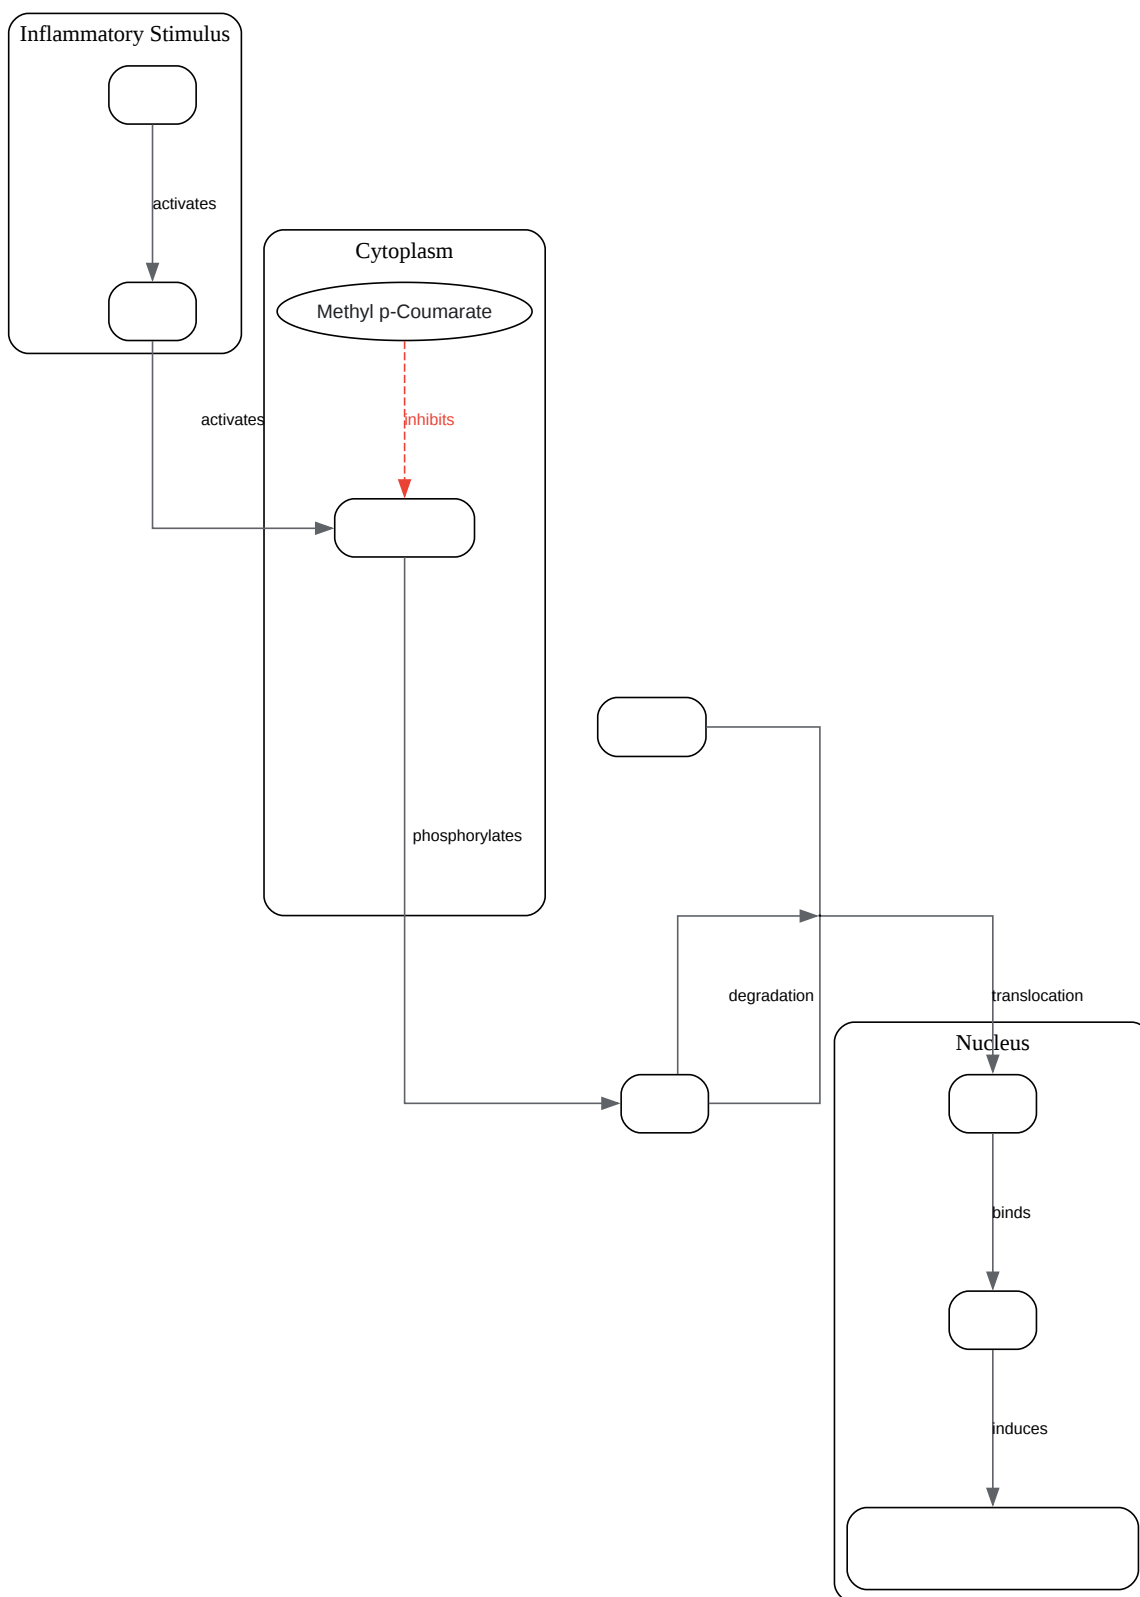 Inflammatory Stimulus
activates
Cytoplasm
Methyl p-Coumarate
activates
inhibits
phosphorylates
degradation
translocation
Nucleus
binds
induces